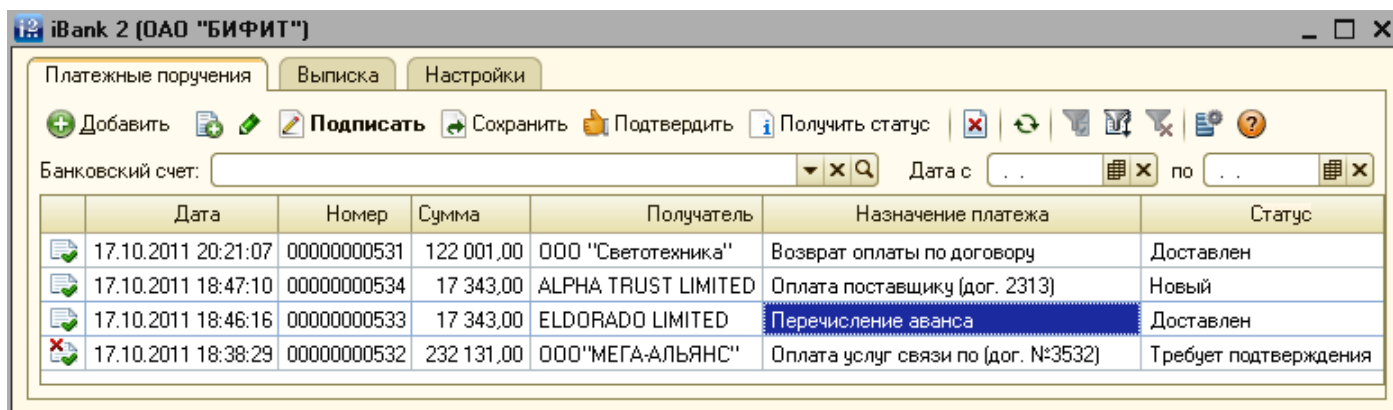 iBank 2 (ОАО "БИФИТ")
Платежные поручения Выписка Настройки
Добавить Подписать Сохранить Подтвердить Получить статус
Банковский счет: Дата с . . по . .
Дата Номер Сумма Получатель Назначение платежа Статус
17.10.2011 20:21:07 00000000531 122 001,00 ООО "Светотехника" Возврат оплаты по договору Доставлен
17.10.2011 18:47:10 00000000534 17 343,00 ALPHA TRUST LIMITED Оплата поставщику (дог. 2313) Новый
17.10.2011 18:46:16 00000000533 17 343,00 ELDORADO LIMITED Перечисление аванса Доставлен
17.10.2011 18:38:29 00000000532 232 131,00 ООО"МЕГА-АЛЬЯНС" Оплата услуг связи по (дог. №3532) Требует подтверждения